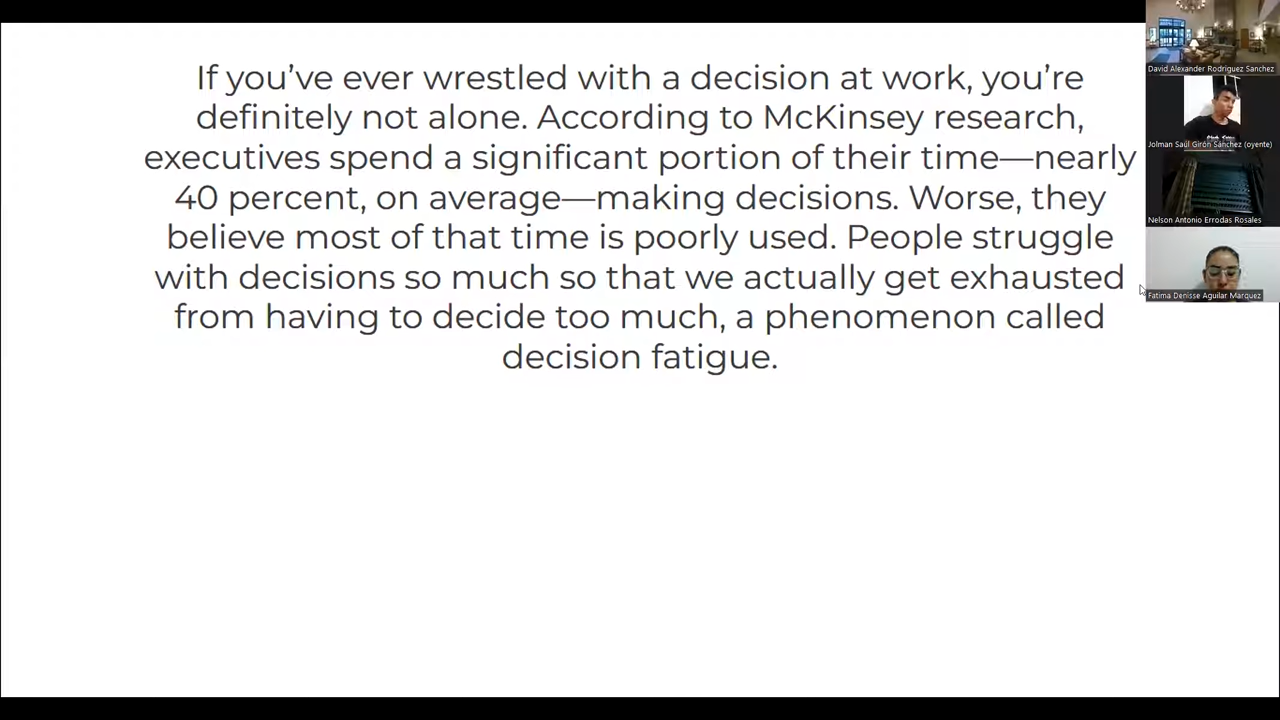 If you’ve ever wrestled with a decision at work, you’re
definitely not alone. According to McKinsey research,
executives spend a significant portion of their time—nearly
40 percent, on average—making decisions. Worse, they
believe most of that time is poorly used. People struggle
with decisions so much so that we actually get exhausted
from having to decide too much, a phenomenon called
decision fatigue.
David Alexander Rodriguez Sanchez
Jolman Saul Giron Sanchez (oyente)
Nelson Antonio Errodas Rosales
Fatima Denisse Aguilar Marquez